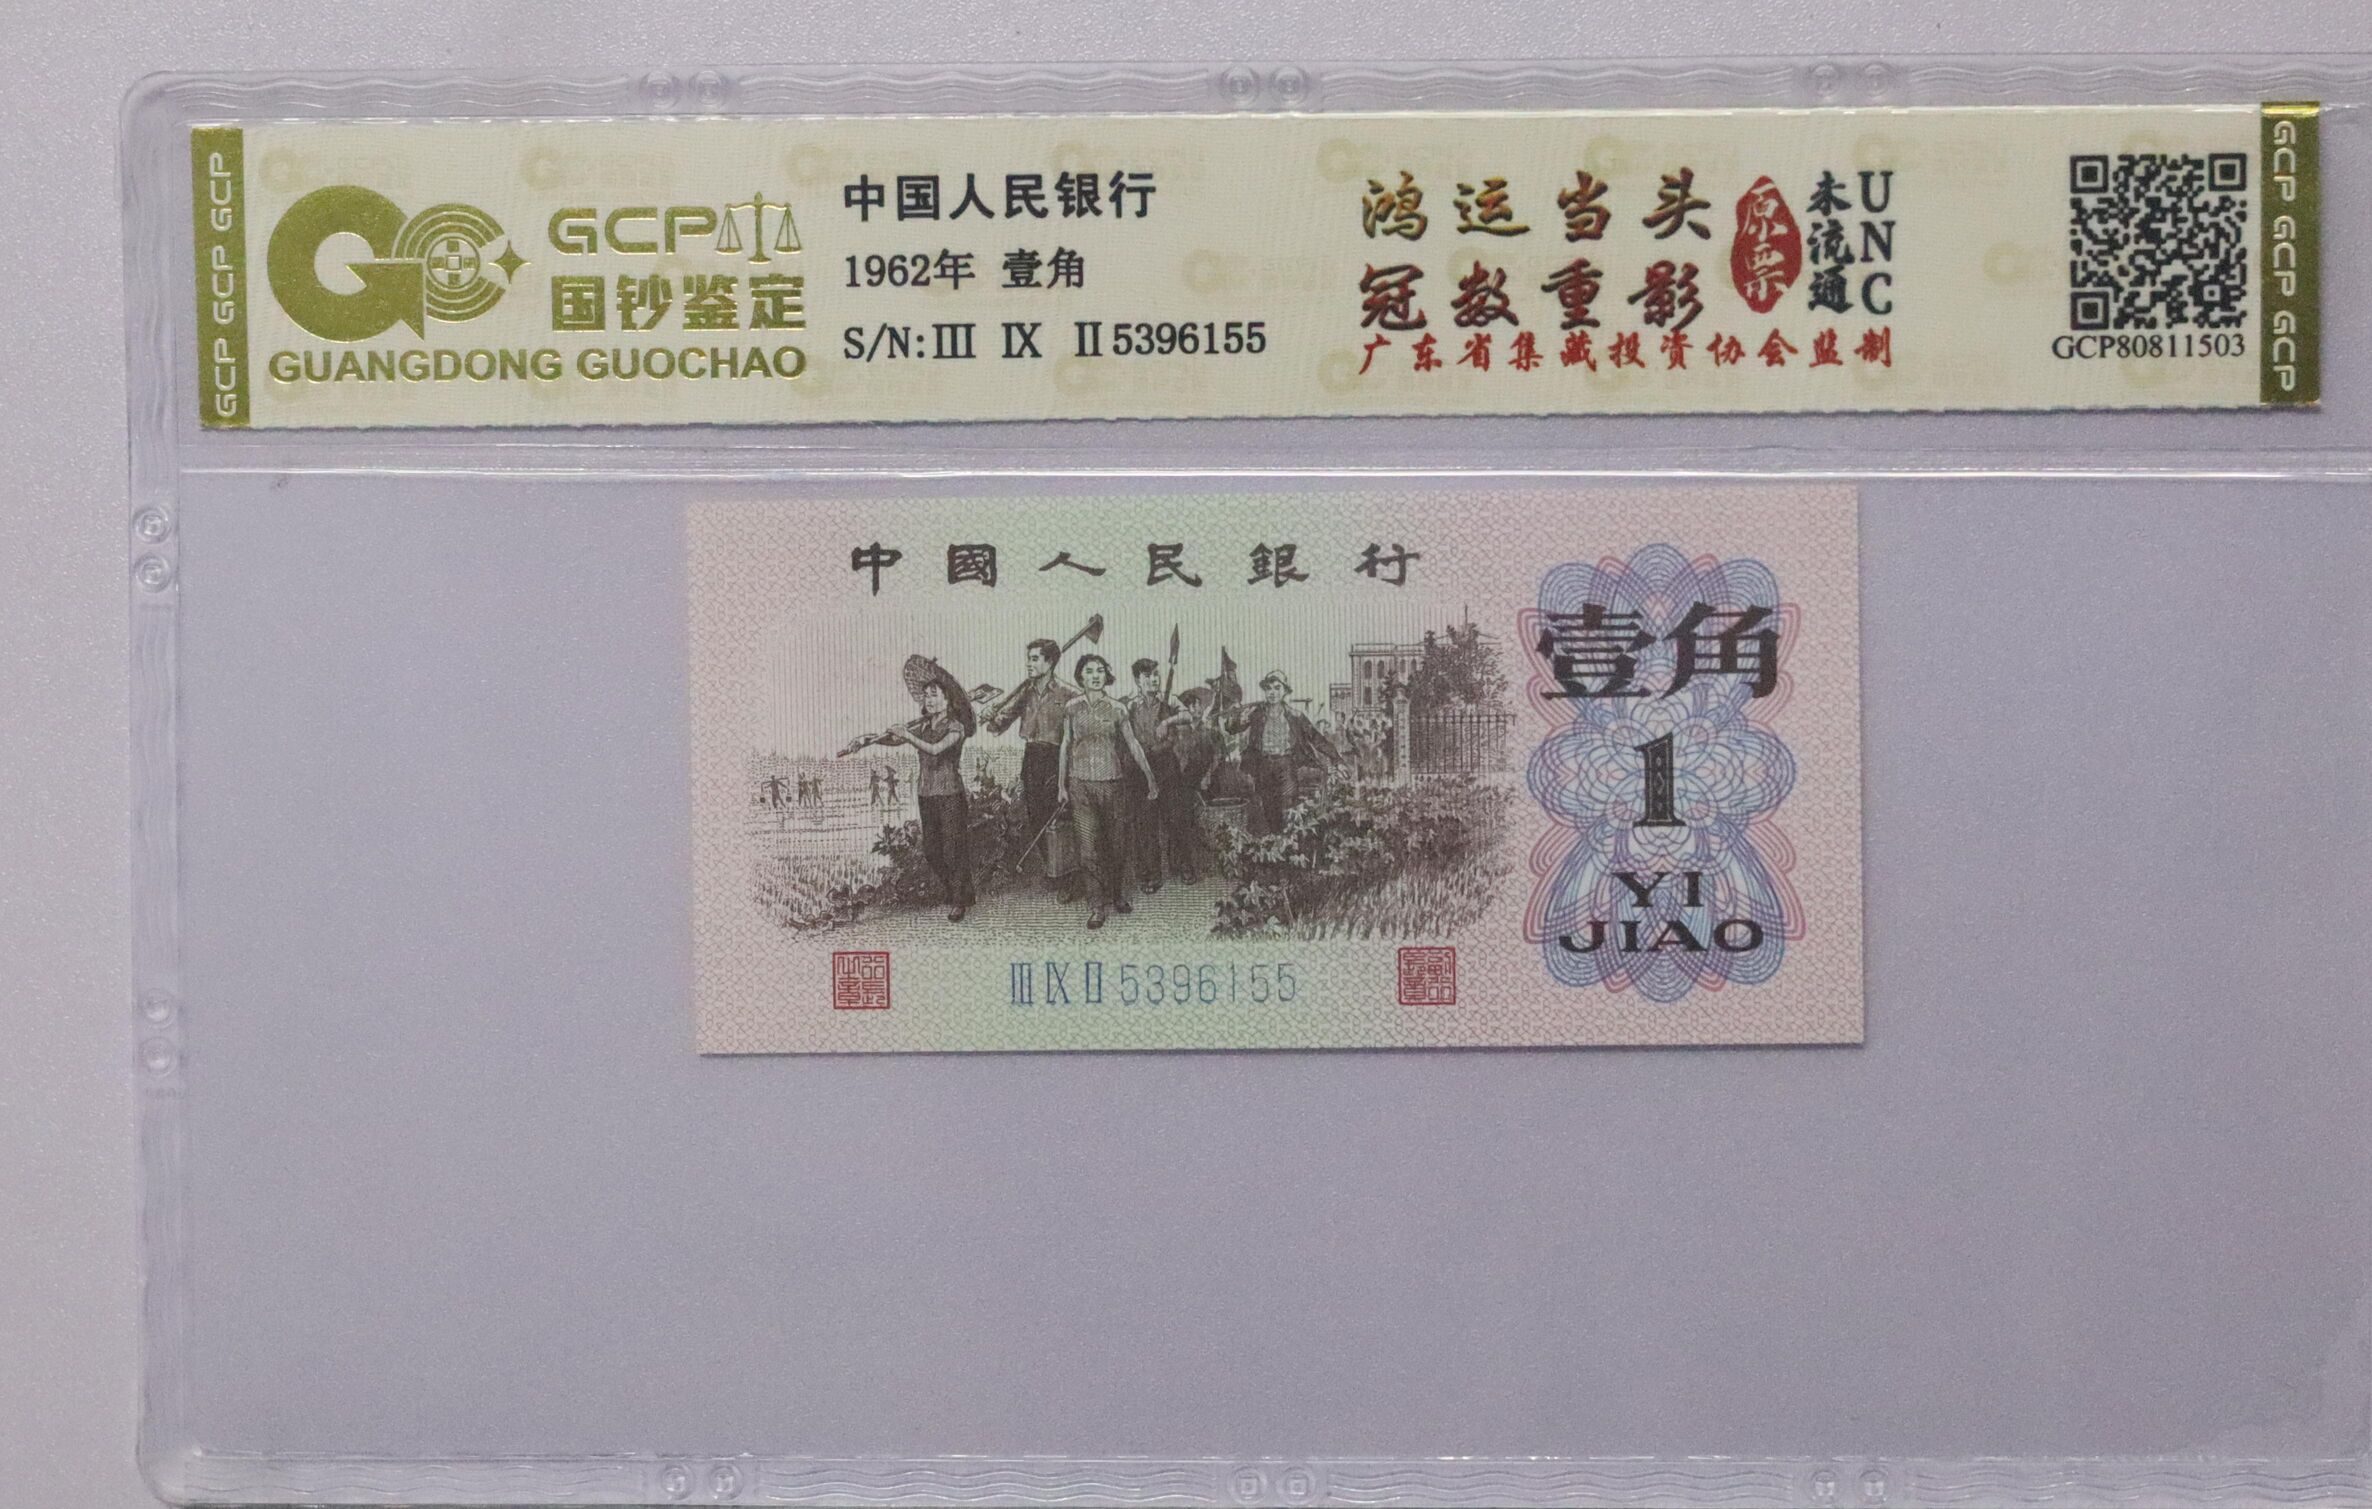 GCP GCP GCP
GCP
国钞鉴定
GUANGDONG GUOCHAO
中国人民银行
1962年 壹角
S/N:Ⅲ Ⅸ Ⅱ5396155
鸿运当头
冠数重影
原票
未流通
UNC
广东省集藏投资协会监制
GCP80811503
GCP GCP GCP
中國人民銀行
壹角
1
YI
JIAO
Ⅲ Ⅸ Ⅱ 5396155